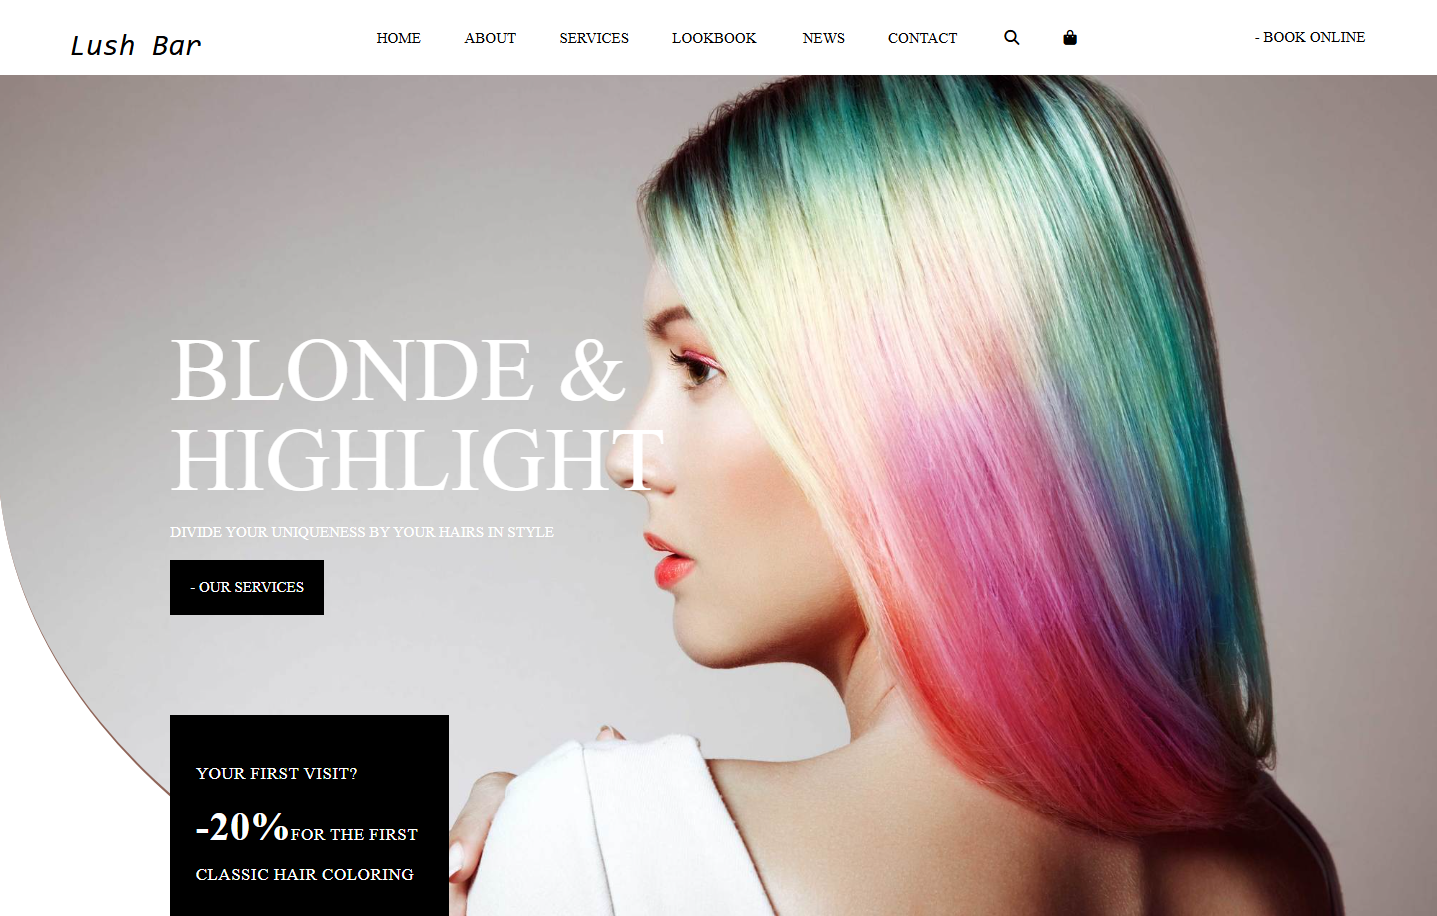 Lush Bar
HOME
ABOUT
SERVICES
LOOKBOOK
NEWS
CONTACT
- BOOK ONLINE
BLONDE &
HIGHLIGHT
DIVIDE YOUR UNIQUENESS BY YOUR HAIRS IN STYLE
- OUR SERVICES
YOUR FIRST VISIT?
-20% FOR THE FIRST
CLASSIC HAIR COLORING